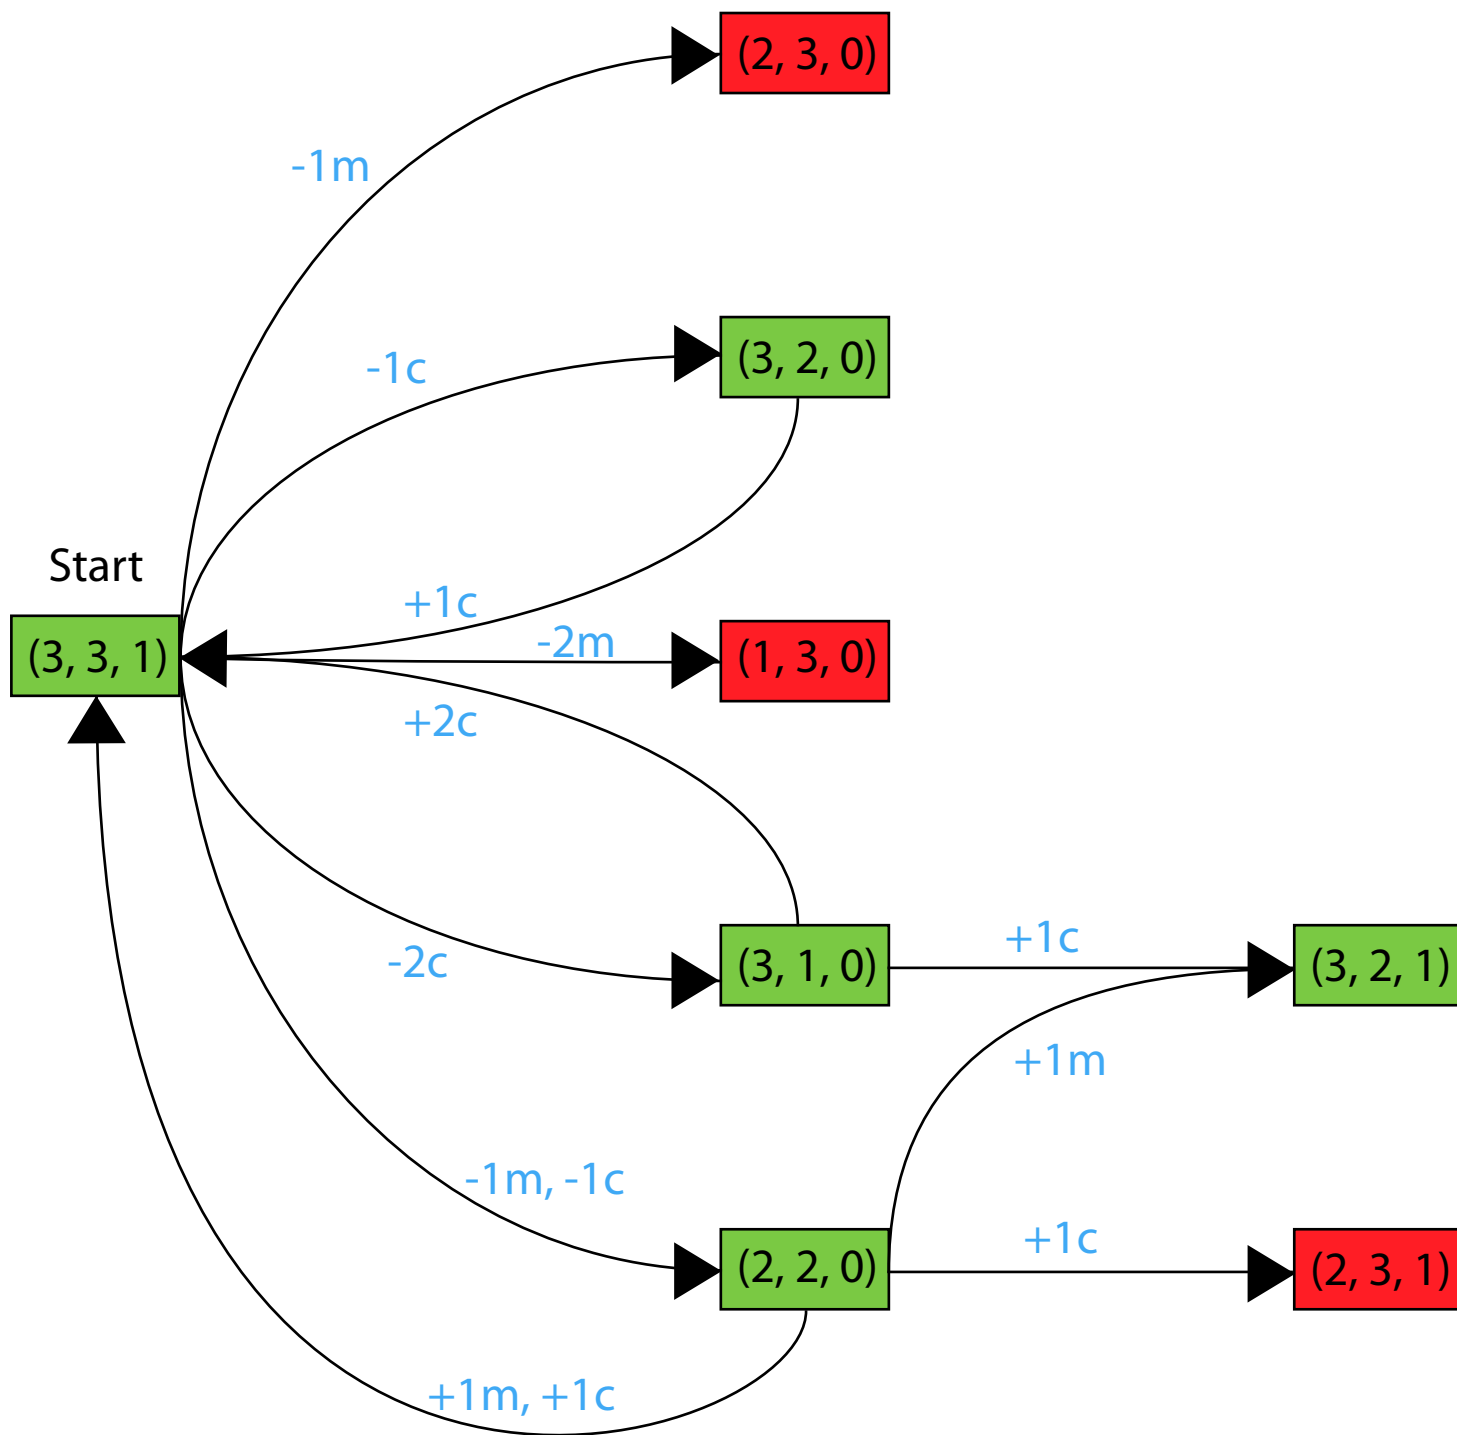 (2, 3, 0)
-1m
(3, 2, 0)
-1c
Start
+1c
-2m
(3, 3, 1)
(1, 3, 0)
+2c
-2c
(3, 1, 0)
+1c
(3, 2, 1)
+1m
-1m, -1c
(2, 2, 0)
+1c
(2, 3, 1)
+1m, +1c